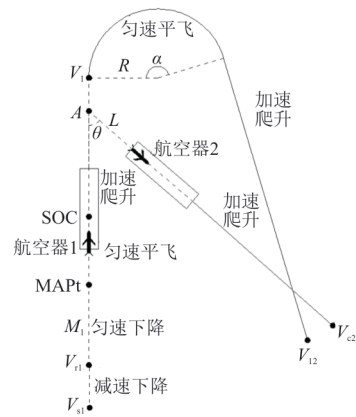 匀速平飞
V₁ R α
加速
爬升
A L
θ
航空器2
加速
爬升
加速
爬升
SOC
航空器1 匀速平飞
MAPt
M₁ 匀速下降
Vc2
V12
Vr1
减速下降
Vs1